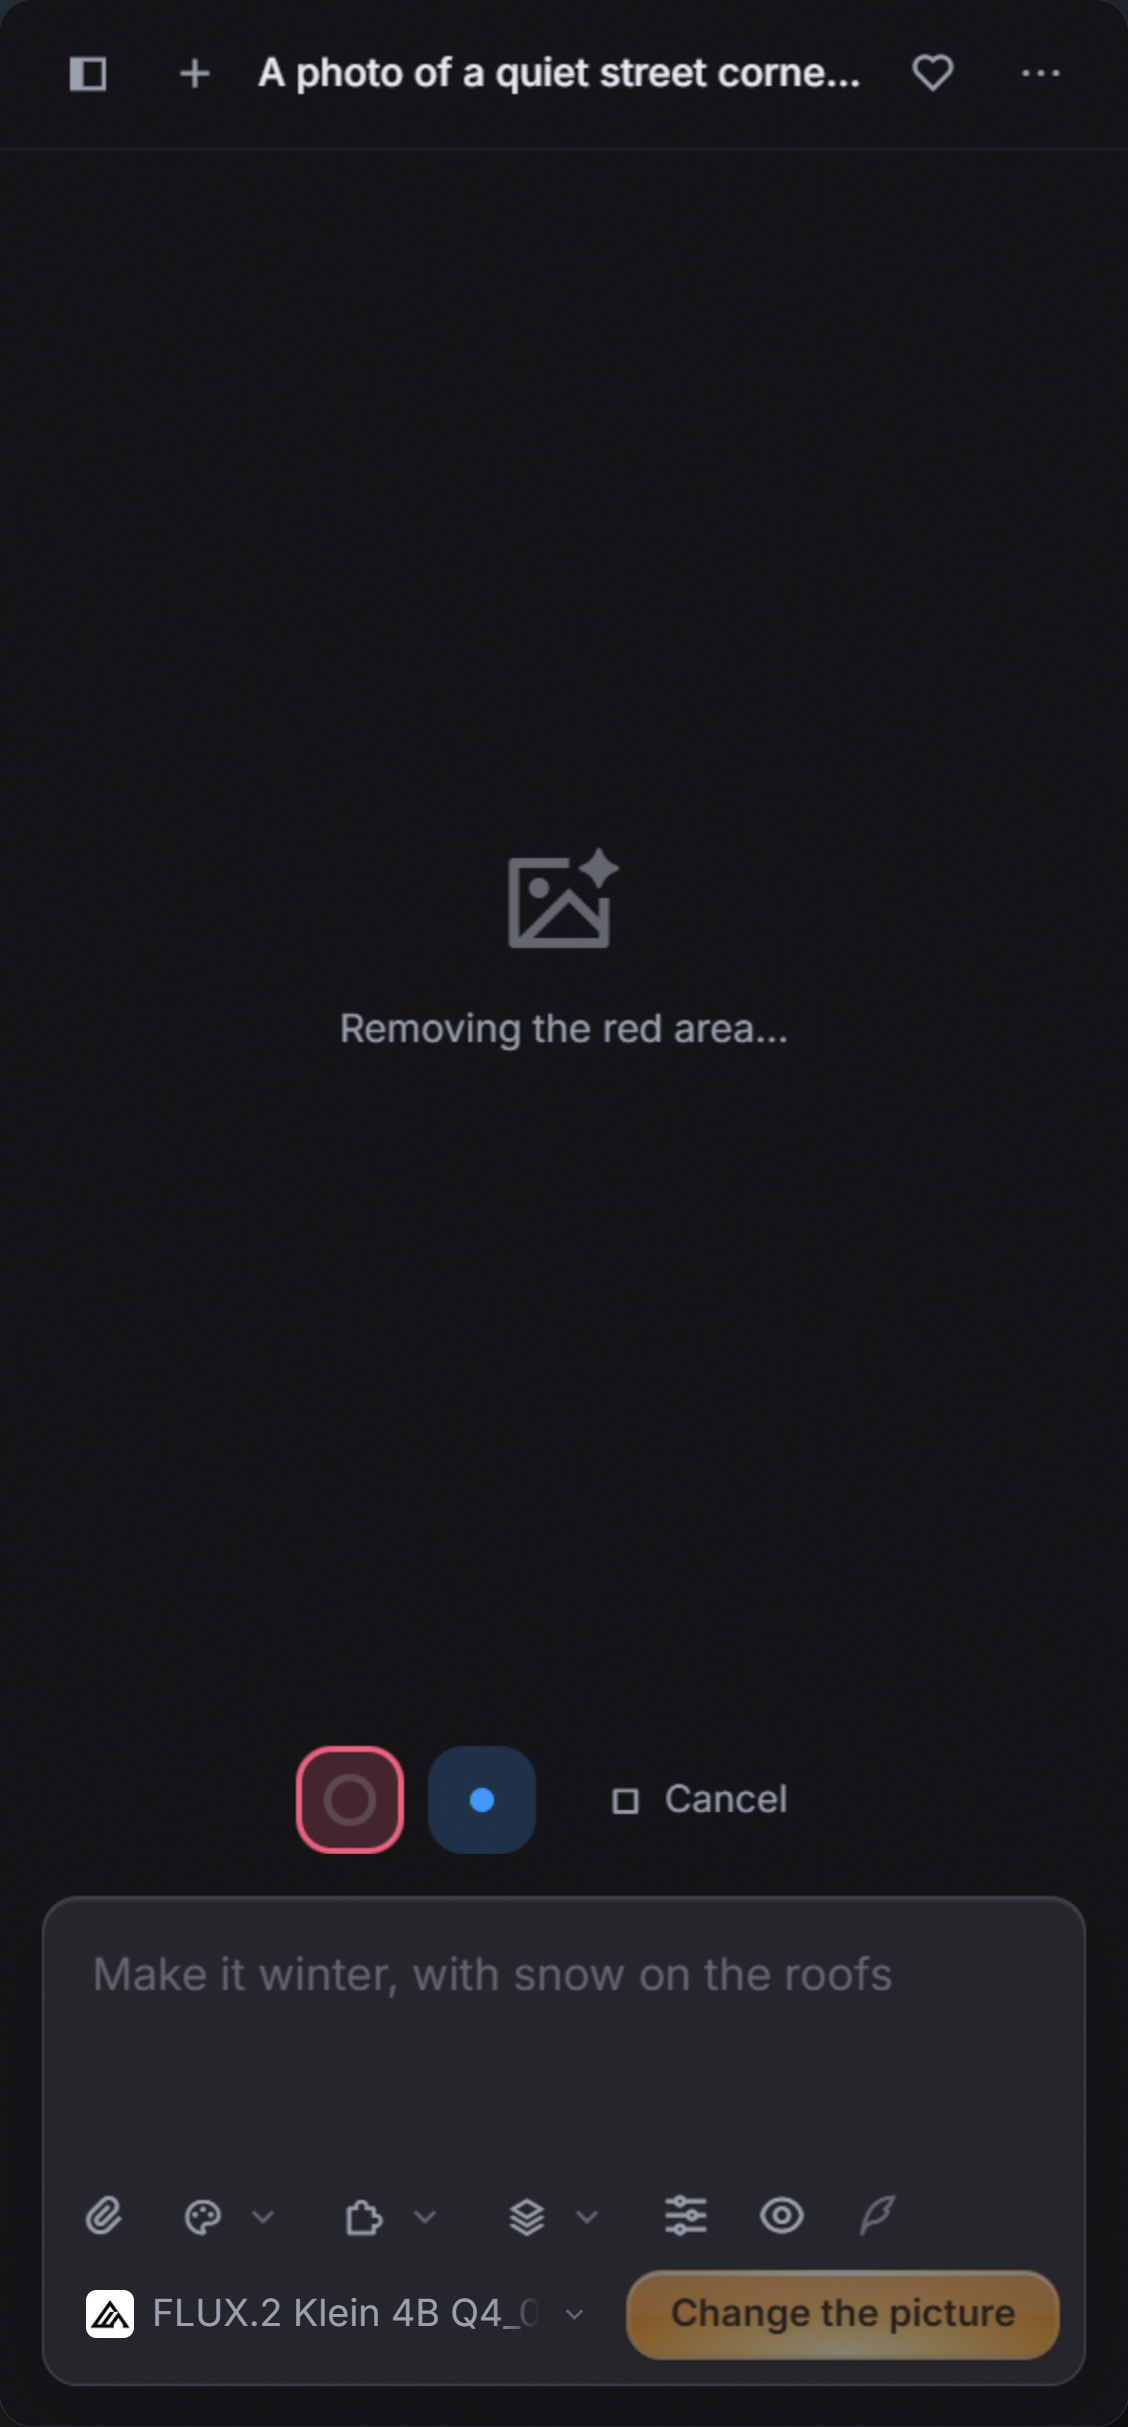 A photo of a quiet street corne...
Removing the red area...
Cancel
Make it winter, with snow on the roofs
FLUX.2 Klein 4B Q4_0
Change the picture